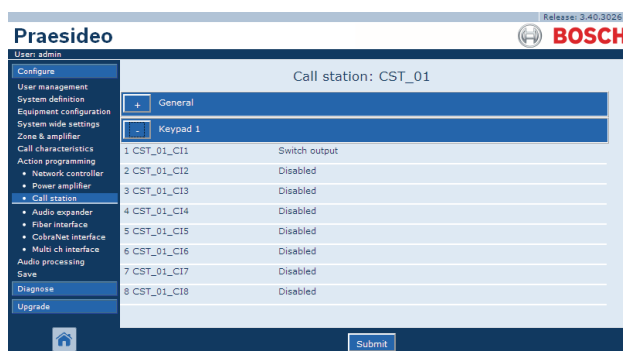 Release: 3.40.3026
Praesideo
BOSCH
User: admin
Configure
User management
System definition
Equipment configuration
System wide settings
Zone & amplifier
Call characteristics
Action programming
• Network controller
• Power amplifier
• Call station
• Audio expander
• Fiber interface
• CobraNet interface
• Multi ch interface
Audio processing
Save
Diagnose
Upgrade
Call station: CST_01
+ General
- Keypad 1
1 CST_01_CI1 Switch output
2 CST_01_CI2 Disabled
3 CST_01_CI3 Disabled
4 CST_01_CI4 Disabled
5 CST_01_CI5 Disabled
6 CST_01_CI6 Disabled
7 CST_01_CI7 Disabled
8 CST_01_CI8 Disabled
Submit